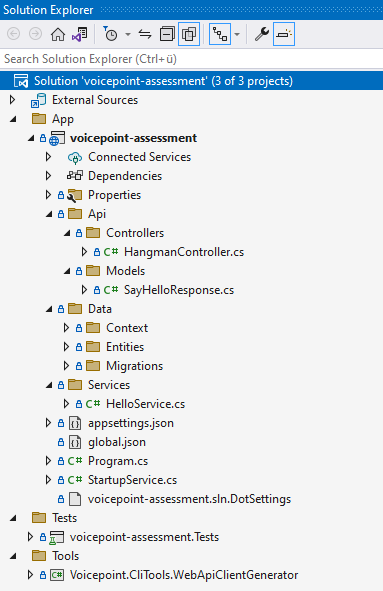 Solution Explorer
Search Solution Explorer (Ctrl+ü)
Solution 'voicepoint-assessment' (3 of 3 projects)
External Sources
App
voicepoint-assessment
Connected Services
Dependencies
Properties
Api
Controllers
C# HangmanController.cs
Models
C# SayHelloResponse.cs
Data
Context
Entities
Migrations
Services
C# HelloService.cs
appsettings.json
global.json
C# Program.cs
C# StartupService.cs
voicepoint-assessment.sln.DotSettings
Tests
voicepoint-assessment.Tests
Tools
C# Voicepoint.CliTools.WebApiClientGenerator